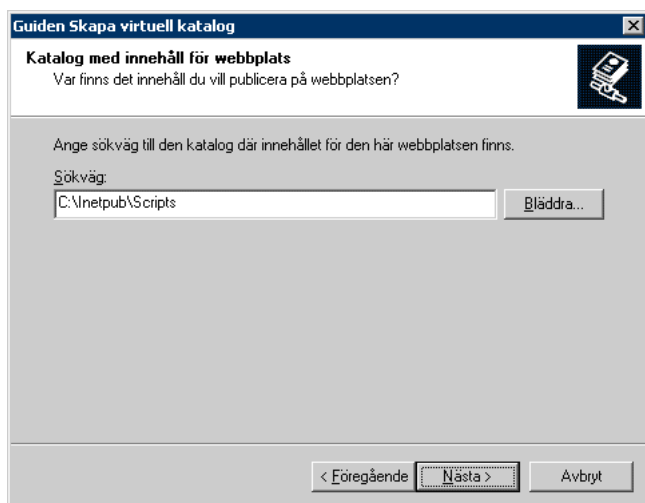 Guiden Skapa virtuell katalog
Katalog med innehåll för webbplats
Var finns det innehåll du vill publicera på webbplatsen?
Ange sökväg till den katalog där innehållet för den här webbplatsen finns.
Sökväg:
C:\Inetpub\Scripts
Bläddra...
< Föregående
Nästa >
Avbryt